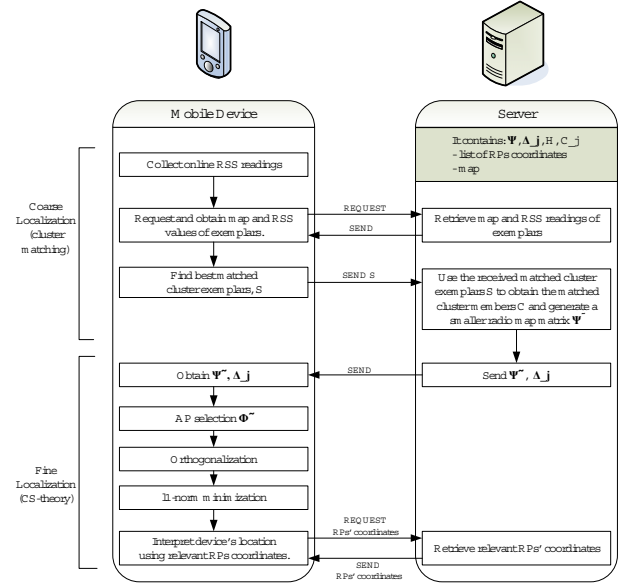 Mobile Device
Server
It contains: Ψ, Δ_j, H, C_j
- list of RPs coordinates
- map
Collect online RSS readings
Coarse
Localization
(cluster
matching)
Request and obtain map and RSS
values of exemplars.
REQUEST
SEND
Retrieve map and RSS readings of
exemplars
Find best matched
cluster exemplars, S
SEND S
Use the received matched cluster
exemplars S to obtain the matched
cluster members C and generate a
smaller radio map matrix Ψ˜
Obtain Ψ˜, Δ_j
SEND
Send Ψ˜, Δ_j
AP selection Φ˜
Orthogonalization
Fine
Localization
(CS-theory)
l1-norm minimization
REQUEST
RPs' coordinates
Interpret device's location
using relevant RPs coordinates.
Retrieve relevant RPs' coordinates
SEND
RPs' coordinates